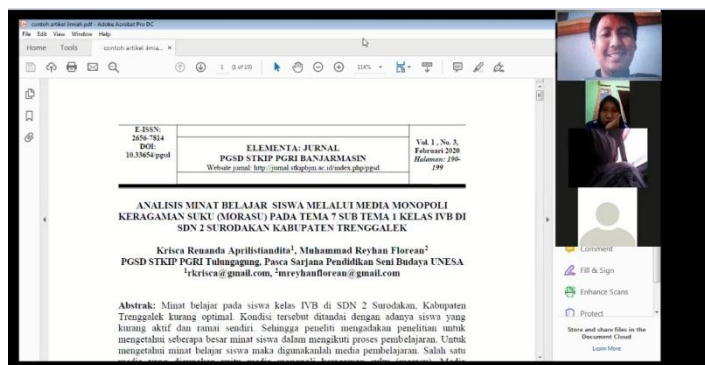 contoh artikel ilmiah pdf - Adobe Acrobat Pro DC
File Edit View Window Help
Home Tools contoh artikel ilmia... ×
1 (1 of 10) 114%
E-ISSN:
2656-7814
DOI:
10.33654/pgsd
ELEMENTA: JURNAL
PGSD STKIP PGRI BANJARMASIN
Website jurnal: http://jurnal.stkipbjm.ac.id/index.php/pgsd
Vol. 1 , No. 3,
Februari 2020
Halaman: 190-
199
ANALISIS MINAT BELAJAR SISWA MELALUI MEDIA MONOPOLI
KERAGAMAN SUKU (MORASU) PADA TEMA 7 SUB TEMA 1 KELAS IVB DI
SDN 2 SURODAKAN KABUPATEN TRENGGALEK
Krisca Renanda Aprilistiandita¹, Muhammad Reyhan Florean²
PGSD STKIP PGRI Tulungagung, Pasca Sarjana Pendidikan Seni Budaya UNESA
¹rkrisca@gmail.com, ²mreyhanflorean@gmail.com
Abstrak: Minat belajar pada siswa kelas IVB di SDN 2 Surodakan, Kabupaten
Trenggalek kurang optimal. Kondisi tersebut ditandai dengan adanya siswa yang
kurang aktif dan ramai sendiri. Sehingga peneliti mengadakan penelitian untuk
mengetahui seberapa besar minat siswa dalam mengikuti proses pembelajaran. Untuk
mengetahui minat belajar siswa maka digunakanlah media pembelajaran. Salah satu
Comment
Fill & Sign
Enhance Scans
Protect
Store and share files in the
Document Cloud
Learn More